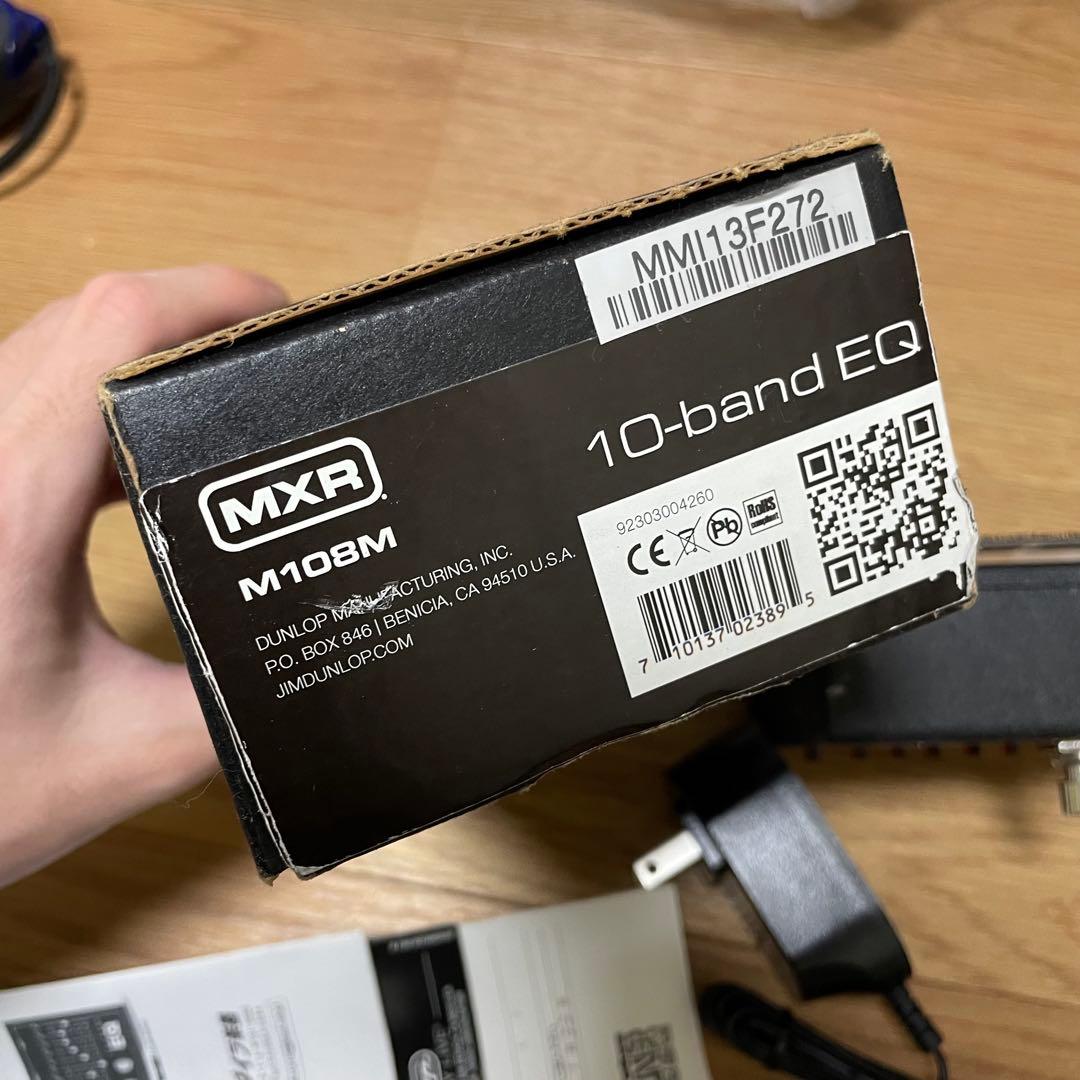 MMI13F272
10-band EQ
MXR
M108M
DUNLOP MANUFACTURING, INC.
P.O. BOX 846 | BENICIA, CA 94510 U.S.A.
JIMDUNLOP.COM
92303004260
CE Pb RoHS
compliant
7 10137 02389 5